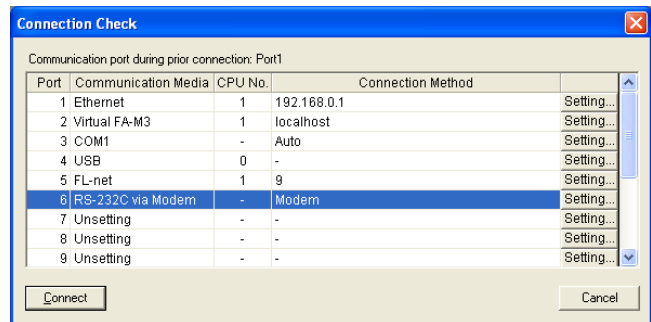 Connection Check
Communication port during prior connection: Port1
Port Communication Media CPU No. Connection Method
1 Ethernet 1 192.168.0.1 Setting...
2 Virtual FA-M3 1 localhost Setting...
3 COM1 - Auto Setting...
4 USB 0 - Setting...
5 FL-net 1 9 Setting...
6 RS-232C via Modem - Modem Setting...
7 Unsetting - - Setting...
8 Unsetting - - Setting...
9 Unsetting - - Setting...
Connect Cancel